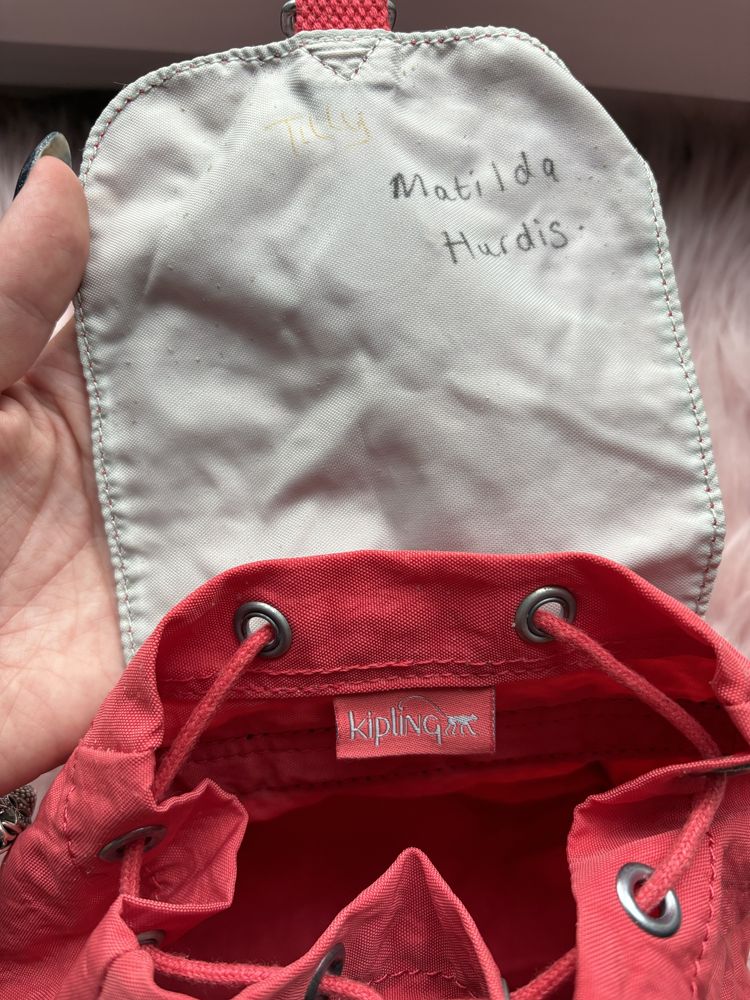 Tilly
Matilda
Hurdis.
kipling